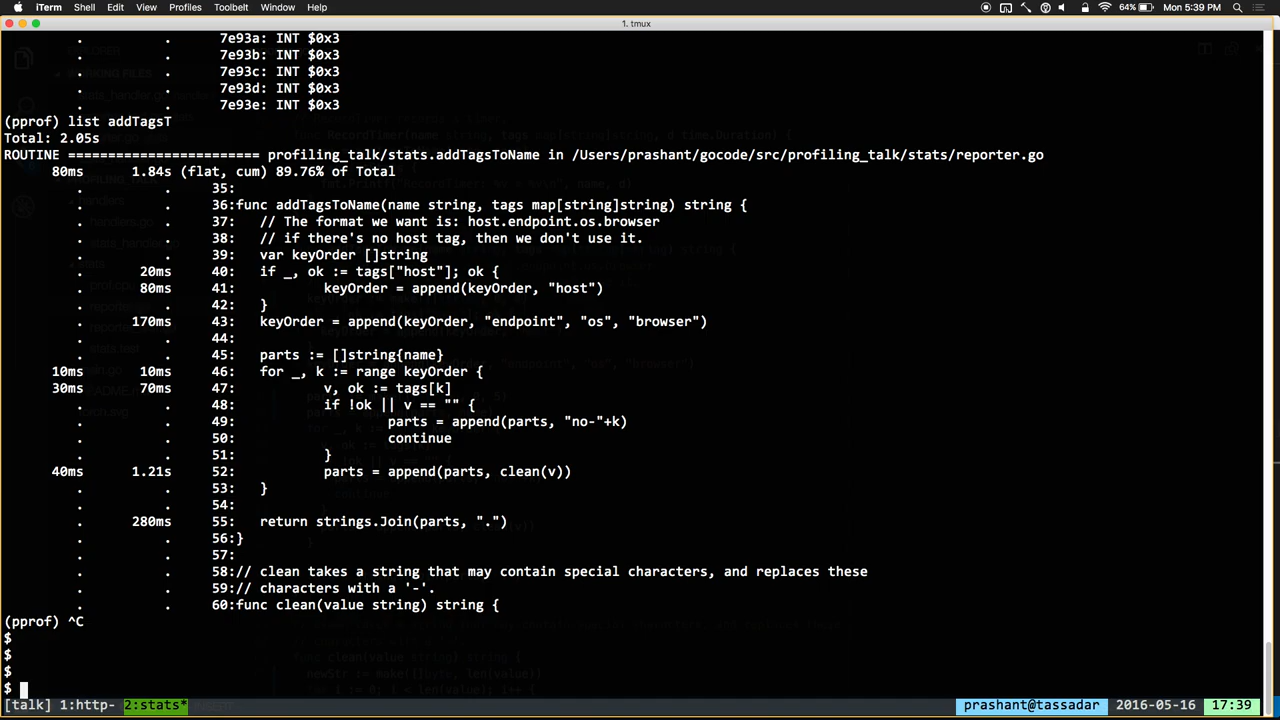 iTerm Shell Edit View Profiles Toolbelt Window Help 64% Mon 5:39 PM
1. tmux
. . 7e93a: INT $0x3
. . 7e93b: INT $0x3
. . 7e93c: INT $0x3
. . 7e93d: INT $0x3
. . 7e93e: INT $0x3
(pprof) list addTagsT
Total: 2.05s
ROUTINE ======================== profiling_talk/stats.addTagsToName in /Users/prashant/gocode/src/profiling_talk/stats/reporter.go
80ms 1.84s (flat, cum) 89.76% of Total
. . 35:
. . 36:func addTagsToName(name string, tags map[string]string) string {
. . 37: // The format we want is: host.endpoint.os.browser
. . 38: // if there's no host tag, then we don't use it.
. . 39: var keyOrder []string
. 20ms 40: if _, ok := tags["host"]; ok {
. 80ms 41: keyOrder = append(keyOrder, "host")
. . 42: }
. 170ms 43: keyOrder = append(keyOrder, "endpoint", "os", "browser")
. . 44:
. . 45: parts := []string{name}
10ms 10ms 46: for _, k := range keyOrder {
30ms 70ms 47: v, ok := tags[k]
. . 48: if !ok || v == "" {
. . 49: parts = append(parts, "no-"+k)
. . 50: continue
. . 51: }
40ms 1.21s 52: parts = append(parts, clean(v))
. . 53: }
. . 54:
. 280ms 55: return strings.Join(parts, ".")
. . 56:}
. . 57:
. . 58:// clean takes a string that may contain special characters, and replaces these
. . 59:// characters with a '-'.
. . 60:func clean(value string) string {
(pprof) ^C
$
$
$
$
[talk] 1:http- 2:stats* prashant@tassadar 2016-05-16 17:39